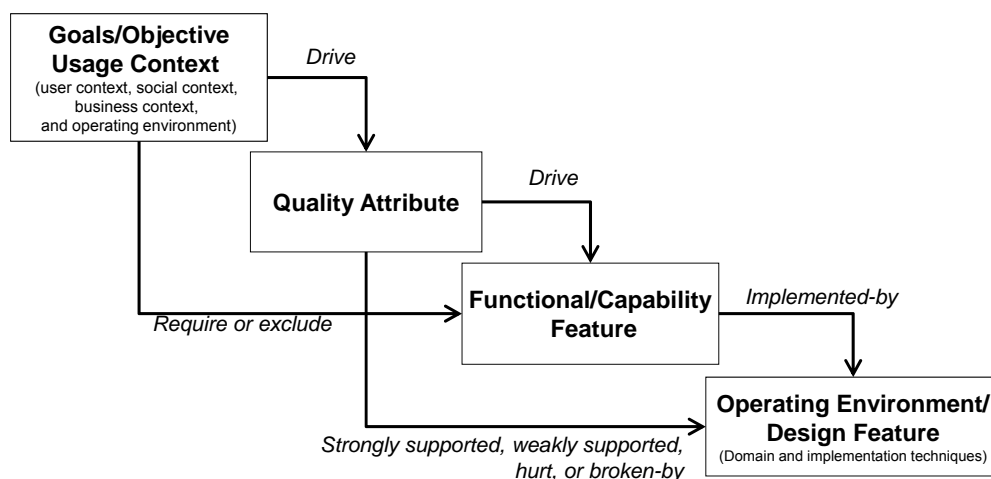 Goals/Objective
Usage Context
(user context, social context,
business context,
and operating environment)
Drive
Quality Attribute
Drive
Functional/Capability
Feature
Implemented-by
Require or exclude
Operating Environment/
Design Feature
(Domain and implementation techniques)
Strongly supported, weakly supported,
hurt, or broken-by